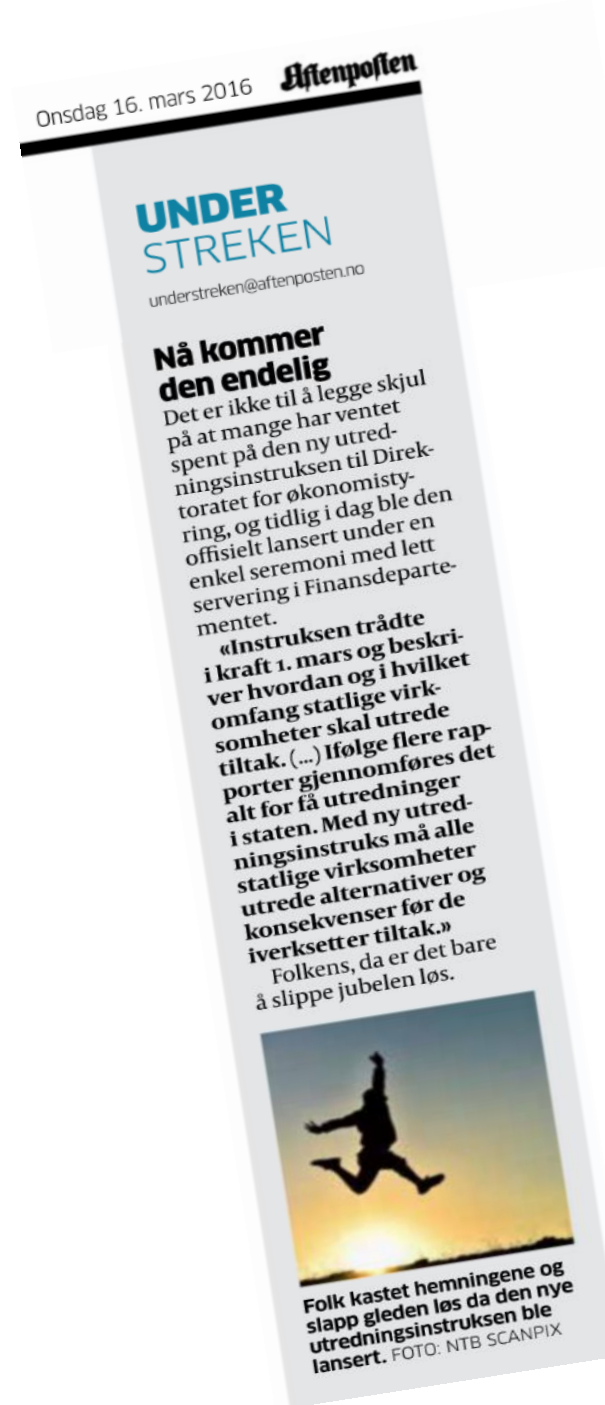 Onsdag 16. mars 2016
Aftenposten
UNDER
STREKEN
understreken@aftenposten.no
Nå kommer
den endelig
Det er ikke til å legge skjul
på at mange har ventet
spent på den ny utred-
ningsinstruksen til Direk-
toratet for økonomisty-
ring, og tidlig i dag ble den
offisielt lansert under en
enkel seremoni med lett
servering i Finansdeparte-
mentet.
«Instruksen trådte
i kraft 1. mars og beskri-
ver hvordan og i hvilket
omfang statlige virk-
somheter skal utrede
tiltak. (...) Ifølge flere rap-
porter gjennomføres det
alt for få utredninger
i staten. Med ny utred-
ningsinstruks må alle
statlige virksomheter
utrede alternativer og
konsekvenser før de
iverksetter tiltak.»
Folkens, da er det bare
å slippe jubelen løs.
Folk kastet hemningene og
slapp gleden løs da den nye
utredningsinstruksen ble
lansert. FOTO: NTB SCANPIX